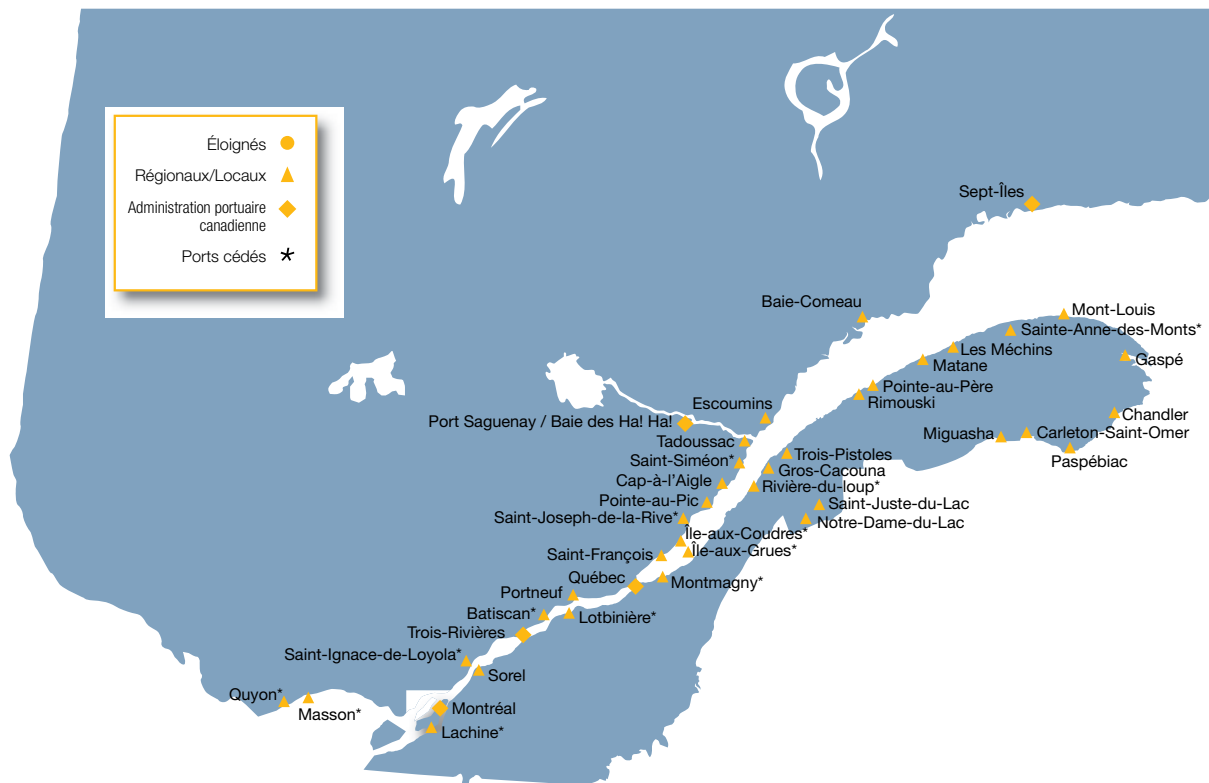 Éloignés
Régionaux/Locaux
Administration portuaire
canadienne
Ports cédés *
Sept-Îles
Baie-Comeau
Mont-Louis
Sainte-Anne-des-Monts*
Les Méchins
Gaspé
Matane
Pointe-au-Père
Rimouski
Escoumins
Chandler
Port Saguenay / Baie des Ha! Ha!
Miguasha
Carleton-Saint-Omer
Tadoussac
Trois-Pistoles
Paspébiac
Saint-Siméon*
Gros-Cacouna
Cap-à-l'Aigle
Rivière-du-loup*
Pointe-au-Pic
Saint-Juste-du-Lac
Saint-Joseph-de-la-Rive*
Notre-Dame-du-Lac
Île-aux-Coudres*
Île-aux-Grues*
Saint-François
Québec
Montmagny*
Portneuf
Batiscan*
Lotbinière*
Trois-Rivières
Saint-Ignace-de-Loyola*
Sorel
Quyon*
Masson*
Montréal
Lachine*